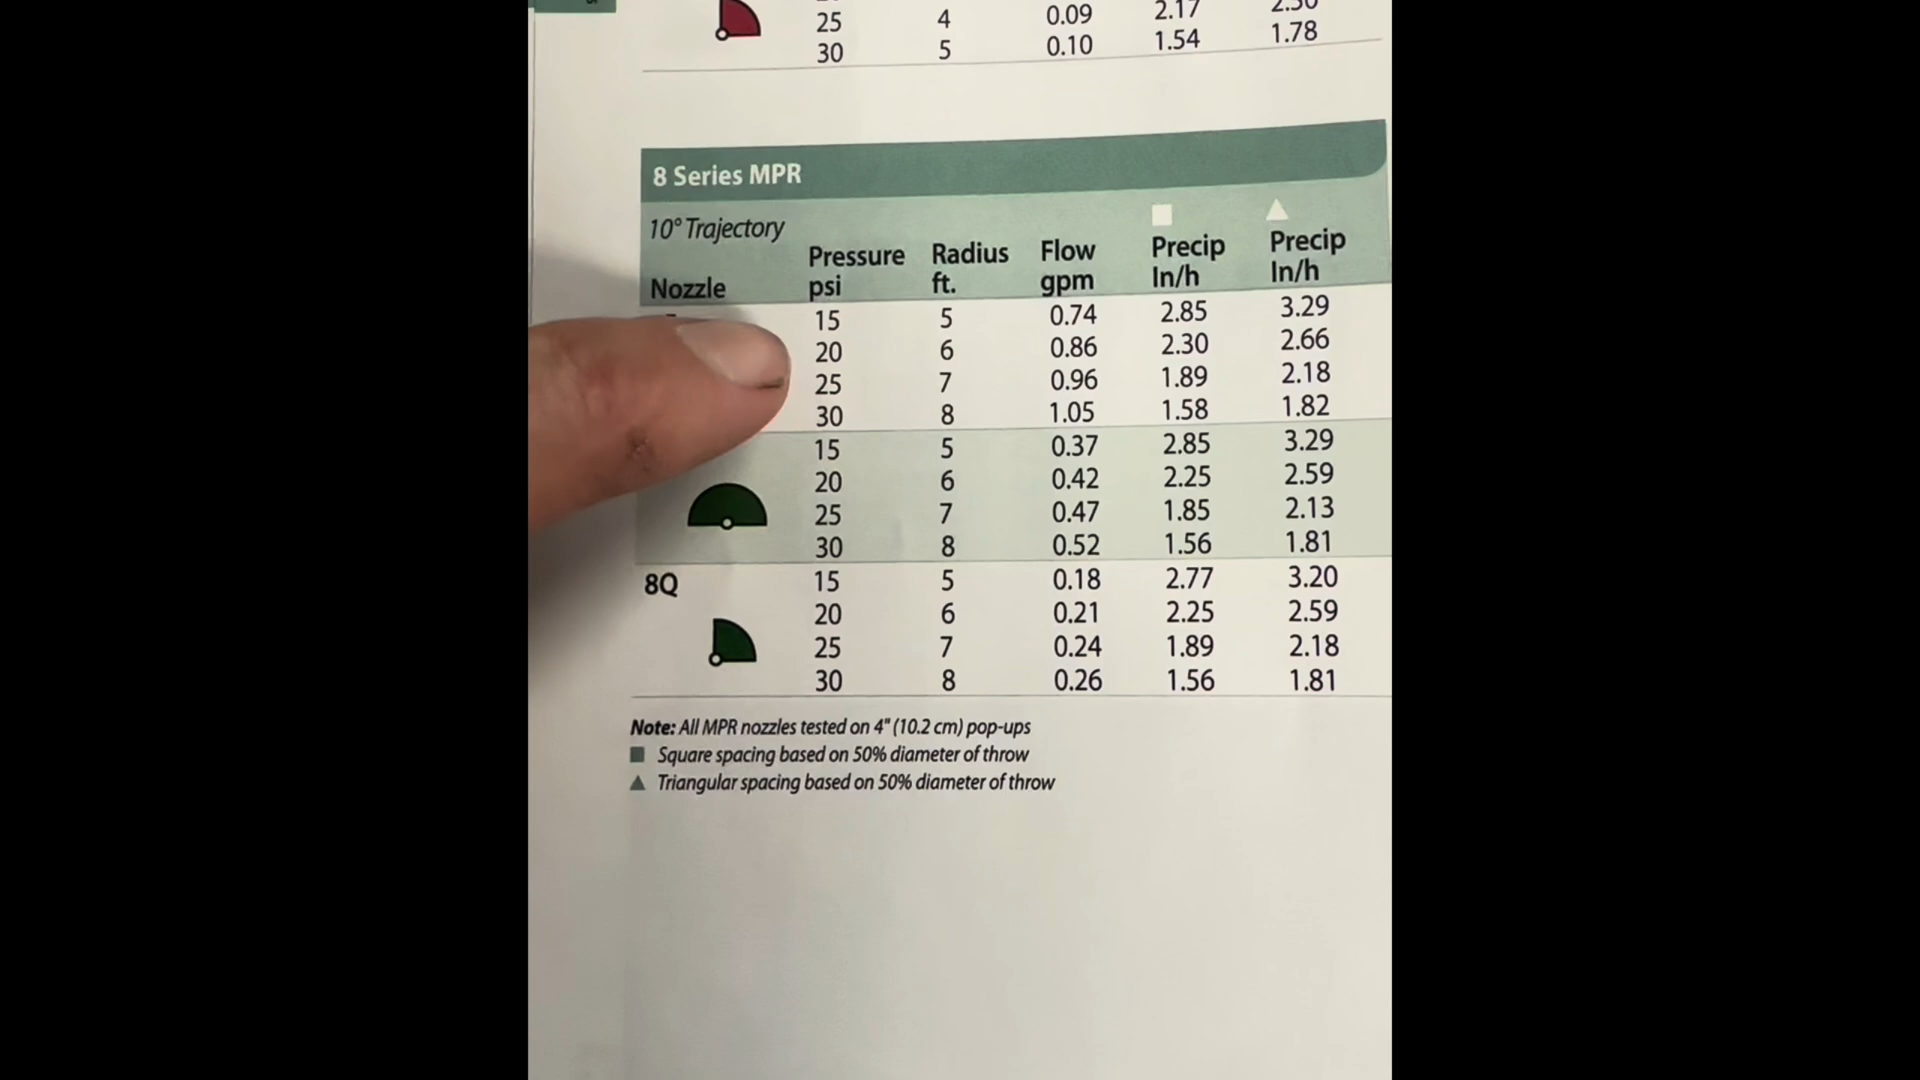 25 4 0.09 2.17
30 5 0.10 1.54 1.78
8 Series MPR
10° Trajectory
Nozzle Pressure psi Radius ft. Flow gpm Precip In/h Precip In/h
15 5 0.74 2.85 3.29
20 6 0.86 2.30 2.66
25 7 0.96 1.89 2.18
30 8 1.05 1.58 1.82
15 5 0.37 2.85 3.29
20 6 0.42 2.25 2.59
25 7 0.47 1.85 2.13
30 8 0.52 1.56 1.81
8Q 15 5 0.18 2.77 3.20
20 6 0.21 2.25 2.59
25 7 0.24 1.89 2.18
30 8 0.26 1.56 1.81
Note: All MPR nozzles tested on 4" (10.2 cm) pop-ups
Square spacing based on 50% diameter of throw
Triangular spacing based on 50% diameter of throw